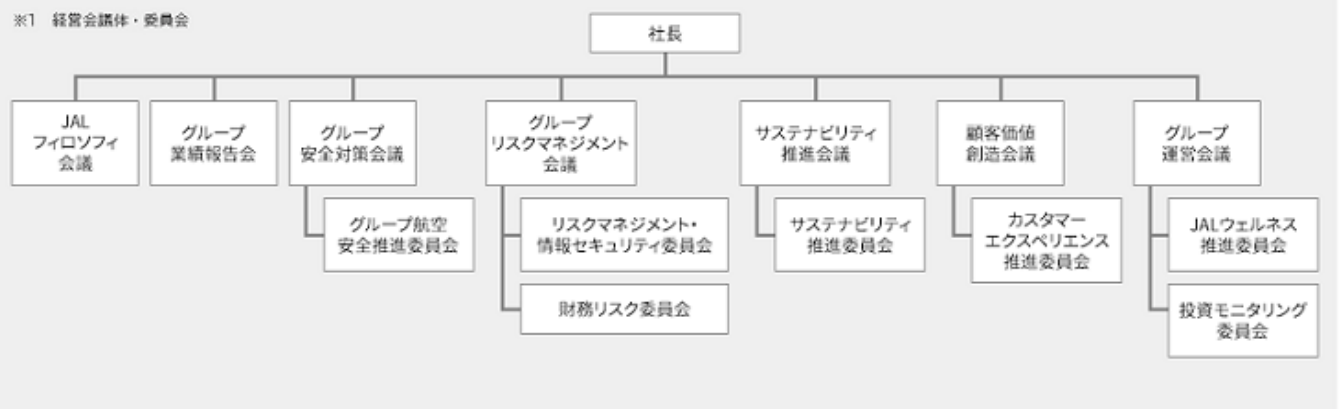 ※1 経営会議体・委員会
社長
JAL
フィロソフィ
会議
グループ
業績報告会
グループ
安全対策会議
グループ
リスクマネジメント
会議
サステナビリティ
推進会議
顧客価値
創造会議
グループ
運営会議
グループ航空
安全推進委員会
リスクマネジメント・
情報セキュリティ委員会
財務リスク委員会
サステナビリティ
推進委員会
カスタマー
エクスペリエンス
推進委員会
JALウェルネス
推進委員会
投資モニタリング
委員会